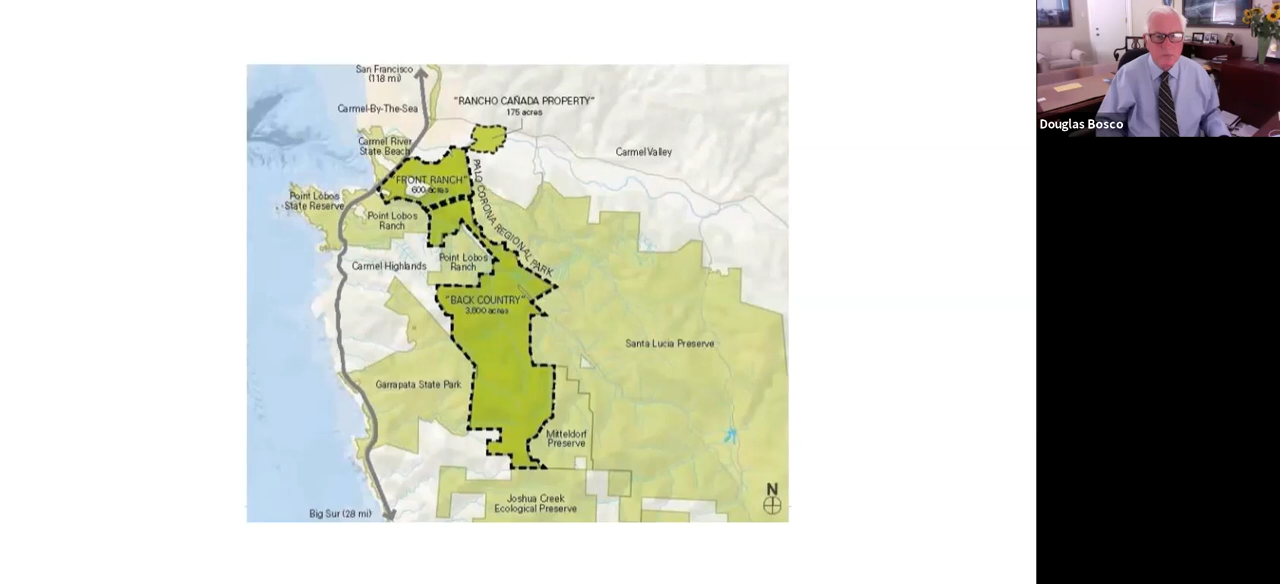 San Francisco
(118 mi)
Carmel-By-The-Sea
"RANCHO CAÑADA PROPERTY"
175 acres
Carmel River
State Beach
Carmel Valley
"FRONT RANCH"
600 acres
PALO CORONA REGIONAL PARK
Point Lobos
State Reserve
Point Lobos
Ranch
Carmel Highlands
Point Lobos
Ranch
"BACK COUNTRY"
3,800 acres
Santa Lucia Preserve
Garrapata State Park
Mitteldorf
Preserve
Joshua Creek
Ecological Preserve
N
Big Sur (28 mi)
Douglas Bosco